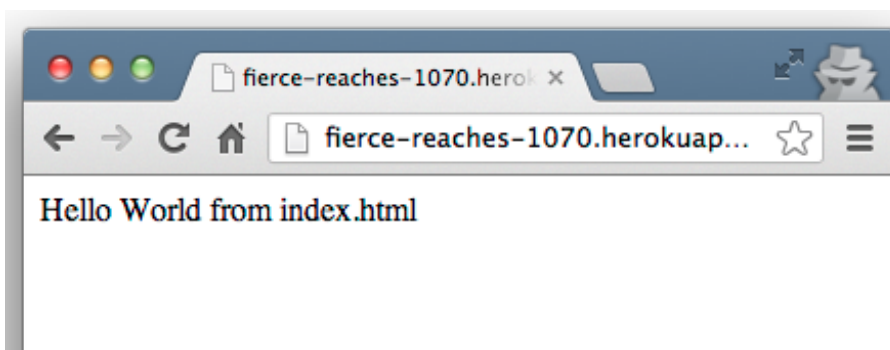 fierce-reaches-1070.herok
fierce-reaches-1070.herokuap...
Hello World from index.html